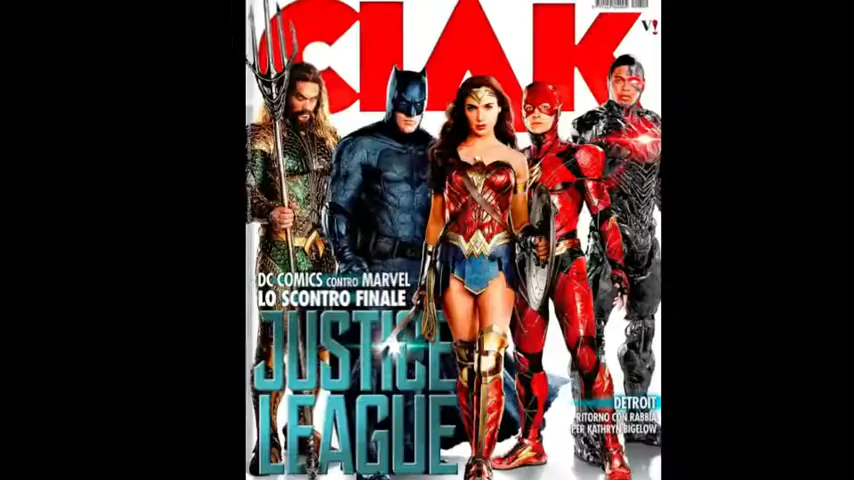 CIAK
V!
DC COMICS CONTRO MARVEL
LO SCONTRO FINALE
JUSTICE
LEAGUE
DETROIT
RITORNO CON RABBIA
PER KATHRYN BIGELOW